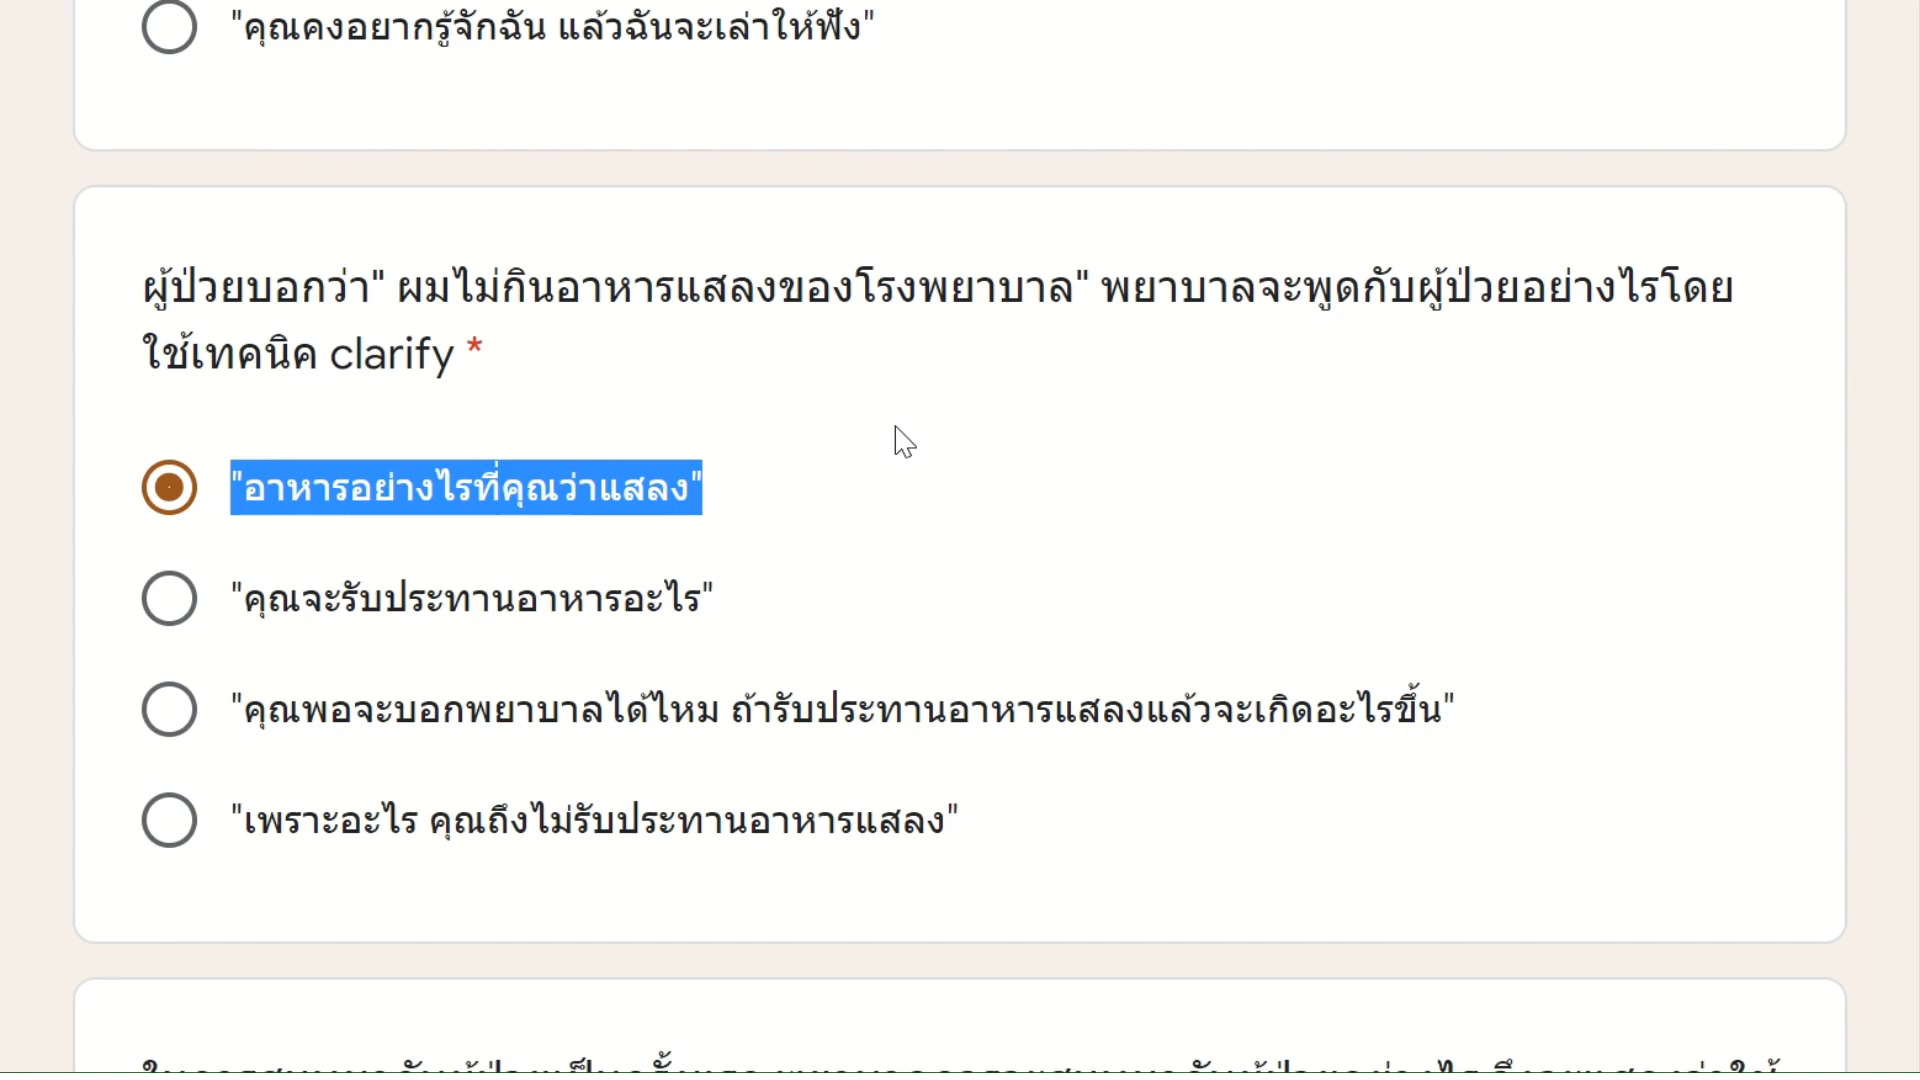 "คุณคงอยากรู้จักฉัน แล้วฉันจะเล่าให้ฟัง"
ผู้ป่วยบอกว่า" ผมไม่กินอาหารแสลงของโรงพยาบาล" พยาบาลจะพูดกับผู้ป่วยอย่างไรโดย
ใช้เทคนิค clarify *
"อาหารอย่างไรที่คุณว่าแสลง"
"คุณจะรับประทานอาหารอะไร"
"คุณพอจะบอกพยาบาลได้ไหม ถ้ารับประทานอาหารแสลงแล้วจะเกิดอะไรขึ้น"
"เพราะอะไร คุณถึงไม่รับประทานอาหารแสลง"